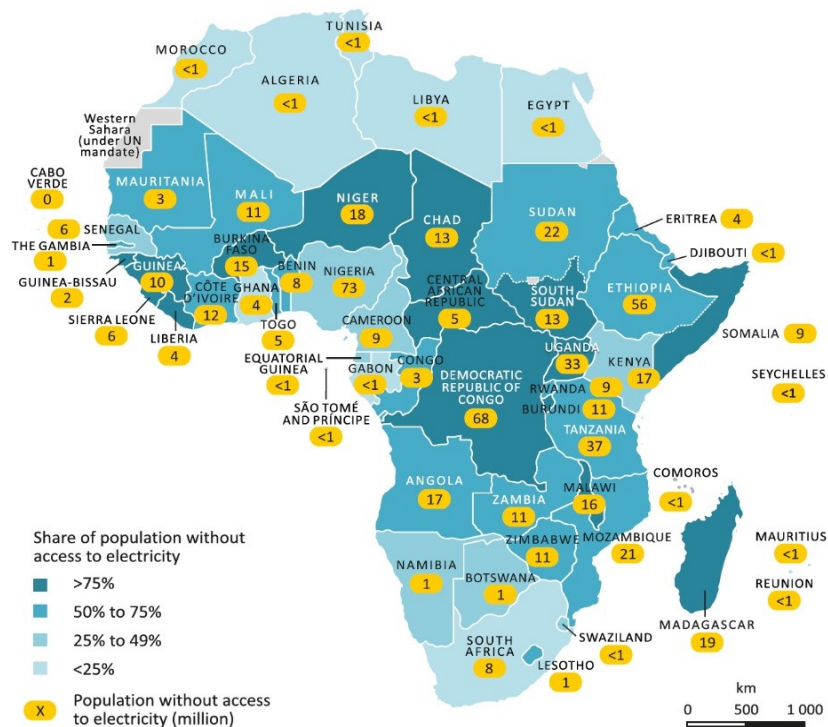 TUNISIA
<1
MOROCCO
<1
ALGERIA
<1
LIBYA
<1
EGYPT
<1
Western
Sahara
(under UN
mandate)
CABO
VERDE
0
MAURITANIA
3
MALI
11
NIGER
18
CHAD
13
SUDAN
22
ERITREA 4
DJIBOUTI <1
6 SENEGAL
THE GAMBIA
1
GUINEA-BISSAU
2
GUINEA
10
SIERRA LEONE
6
LIBERIA
4
BURKINA
FASO
15
CÔTE
D'IVOIRE
12
GHANA
4
TOGO
5
BENIN
8
NIGERIA
73
CAMEROON
9
CENTRAL
AFRICAN
REPUBLIC
5
SOUTH
SUDAN
13
ETHIOPIA
56
SOMALIA 9
SEYCHELLES
<1
EQUATORIAL
GUINEA
<1
SÃO TOMÉ
AND PRÍNCIPE
<1
GABON
<1
CONGO
3
DEMOCRATIC
REPUBLIC OF
CONGO
68
UGANDA
33
KENYA
17
RWANDA 9
BURUNDI 11
TANZANIA
37
COMOROS
<1
ANGOLA
17
ZAMBIA
11
MALAWI
16
MOZAMBIQUE
21
ZIMBABWE
11
NAMIBIA
1
BOTSWANA
1
SOUTH
AFRICA
8
SWAZILAND
<1
LESOTHO
1
MADAGASCAR
19
MAURITIUS
<1
REUNION
<1
Share of population without
access to electricity
>75%
50% to 75%
25% to 49%
<25%
X Population without access
to electricity (million)
km
0 500 1 000